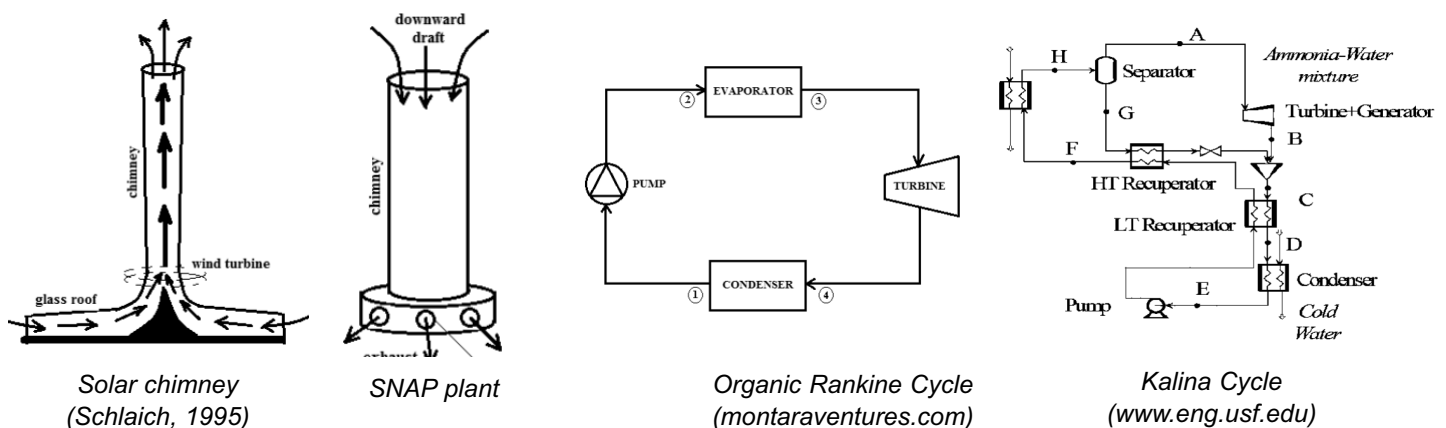 chimney
wind turbine
glass roof
Solar chimney
(Schlaich, 1995)
downward
draft
chimney
exhaust
SNAP plant
2
EVAPORATOR
3
PUMP
TURBINE
1
CONDENSER
4
Organic Rankine Cycle
(montaraventures.com)
A
H
Separator
Ammonia-Water
mixture
G
Turbine+Generator
B
F
HT Recuperator
C
LT Recuperator
D
Condenser
Pump
E
Cold
Water
Kalina Cycle
(www.eng.usf.edu)